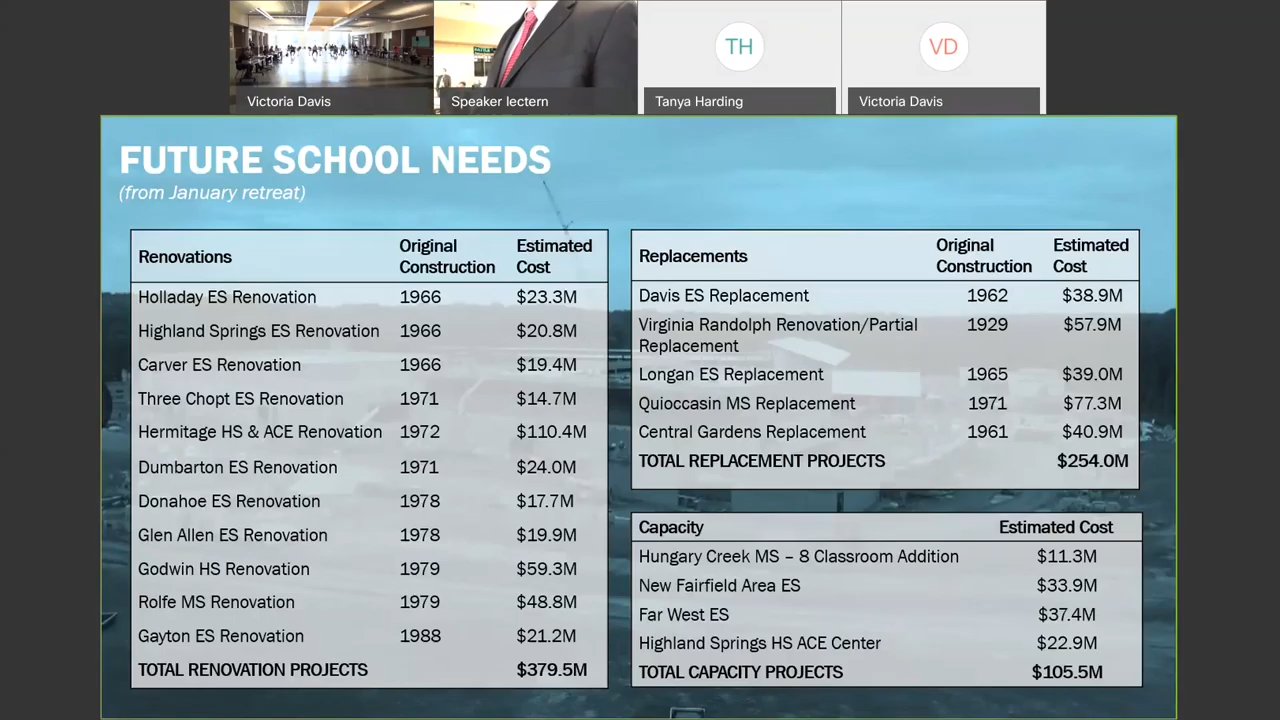 Victoria Davis
Speaker lectern
TH
Tanya Harding
VD
Victoria Davis
FUTURE SCHOOL NEEDS
(from January retreat)
Renovations Original Construction Estimated Cost
Holladay ES Renovation 1966 $23.3M
Highland Springs ES Renovation 1966 $20.8M
Carver ES Renovation 1966 $19.4M
Three Chopt ES Renovation 1971 $14.7M
Hermitage HS & ACE Renovation 1972 $110.4M
Dumbarton ES Renovation 1971 $24.0M
Donahoe ES Renovation 1978 $17.7M
Glen Allen ES Renovation 1978 $19.9M
Godwin HS Renovation 1979 $59.3M
Rolfe MS Renovation 1979 $48.8M
Gayton ES Renovation 1988 $21.2M
TOTAL RENOVATION PROJECTS $379.5M
Replacements Original Construction Estimated Cost
Davis ES Replacement 1962 $38.9M
Virginia Randolph Renovation/Partial 1929 $57.9M
Replacement
Longan ES Replacement 1965 $39.0M
Quioccasin MS Replacement 1971 $77.3M
Central Gardens Replacement 1961 $40.9M
TOTAL REPLACEMENT PROJECTS $254.0M
Capacity Estimated Cost
Hungary Creek MS – 8 Classroom Addition $11.3M
New Fairfield Area ES $33.9M
Far West ES $37.4M
Highland Springs HS ACE Center $22.9M
TOTAL CAPACITY PROJECTS $105.5M